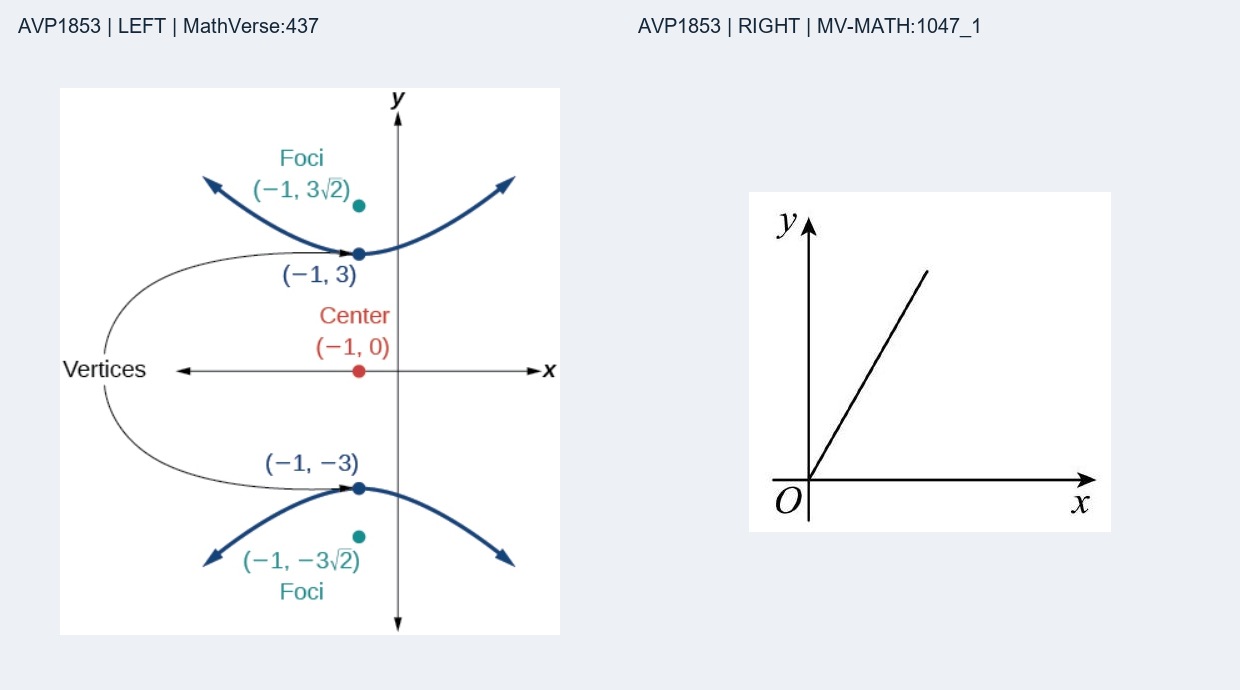 AVP1853 | LEFT | MathVerse:437
AVP1853 | RIGHT | MV-MATH:1047_1
y
Foci
(−1, 3√2)
(−1, 3)
Center
(−1, 0)
Vertices
x
(−1, −3)
(−1, −3√2)
Foci
y
O
x